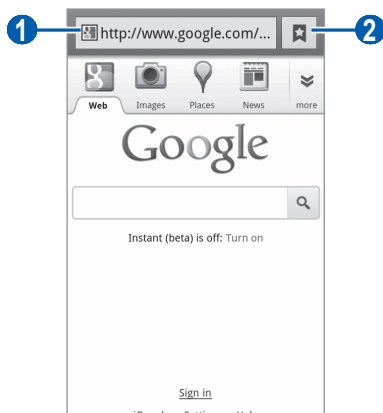 1 http://www.google.com/... 2
Web Images Places News more
Google
Instant (beta) is off: Turn on
Sign in